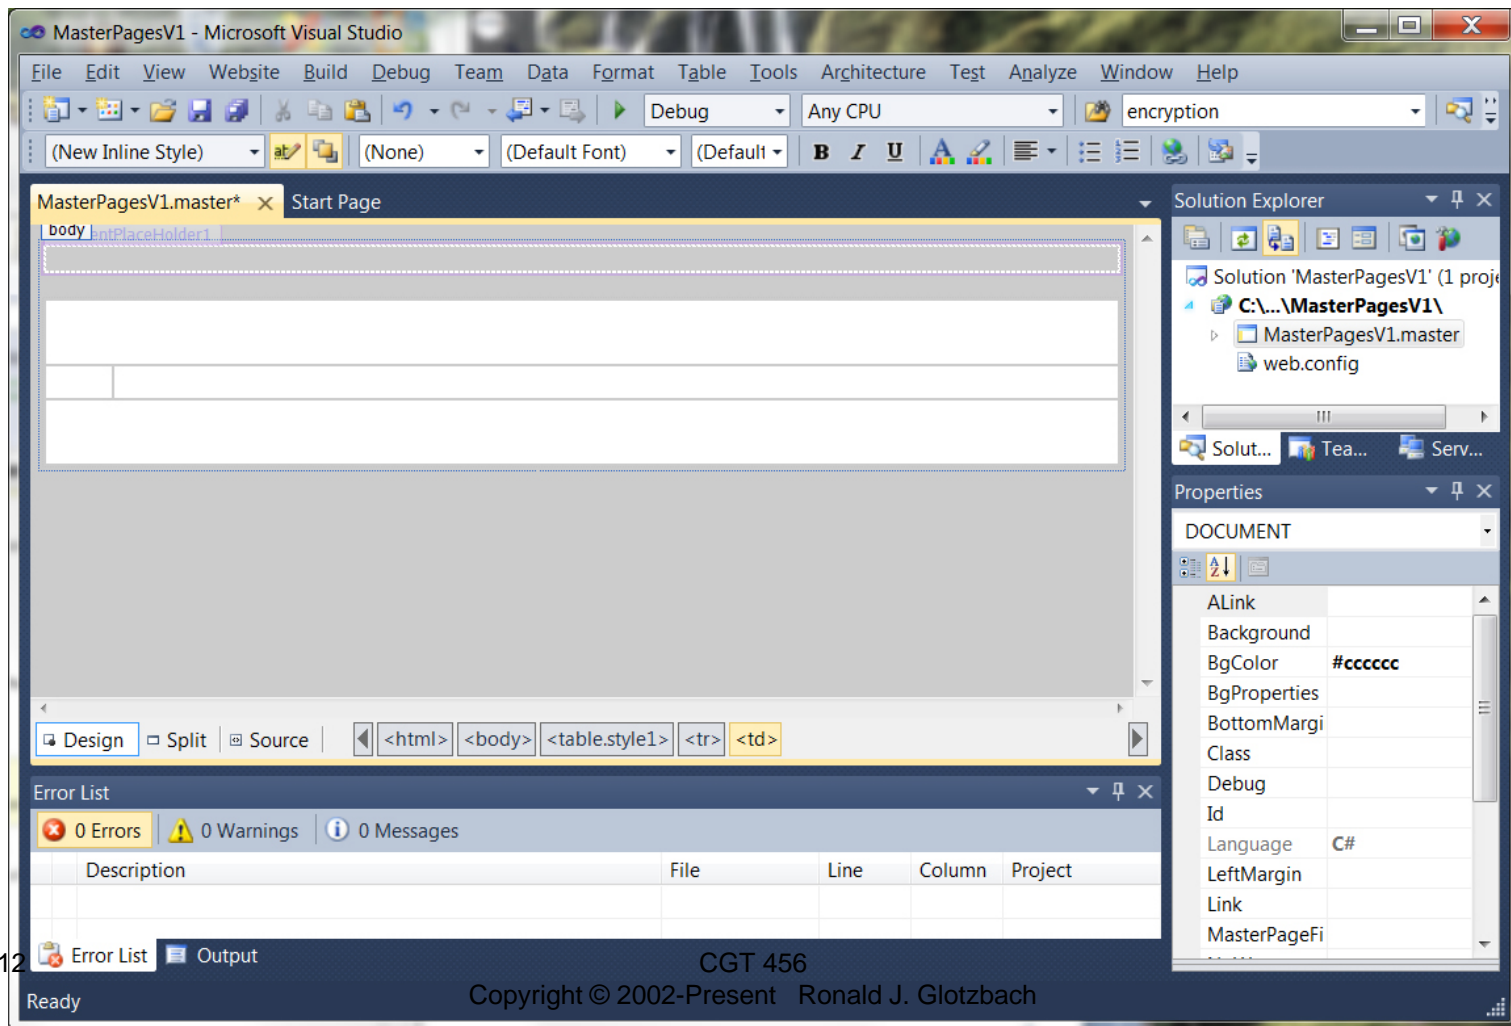 MasterPagesV1 - Microsoft Visual Studio
File Edit View Website Build Debug Team Data Format Table Tools Architecture Test Analyze Window Help
Debug Any CPU encryption
(New Inline Style) (None) (Default Font) (Default B I U
MasterPagesV1.master* Start Page
body entPlaceHolder1
Design Split Source <html> <body> <table.style1> <tr> <td>
Error List
0 Errors 0 Warnings 0 Messages
Description File Line Column Project
Error List Output
Ready
Solution Explorer
Solution 'MasterPagesV1' (1 proje
C:\...\MasterPagesV1\
MasterPagesV1.master
web.config
Solut... Tea... Serv...
Properties
DOCUMENT
ALink
Background
BgColor #cccccc
BgProperties
BottomMargi
Class
Debug
Id
Language C#
LeftMargin
Link
MasterPageFi
12
CGT 456
Copyright © 2002-Present Ronald J. Glotzbach